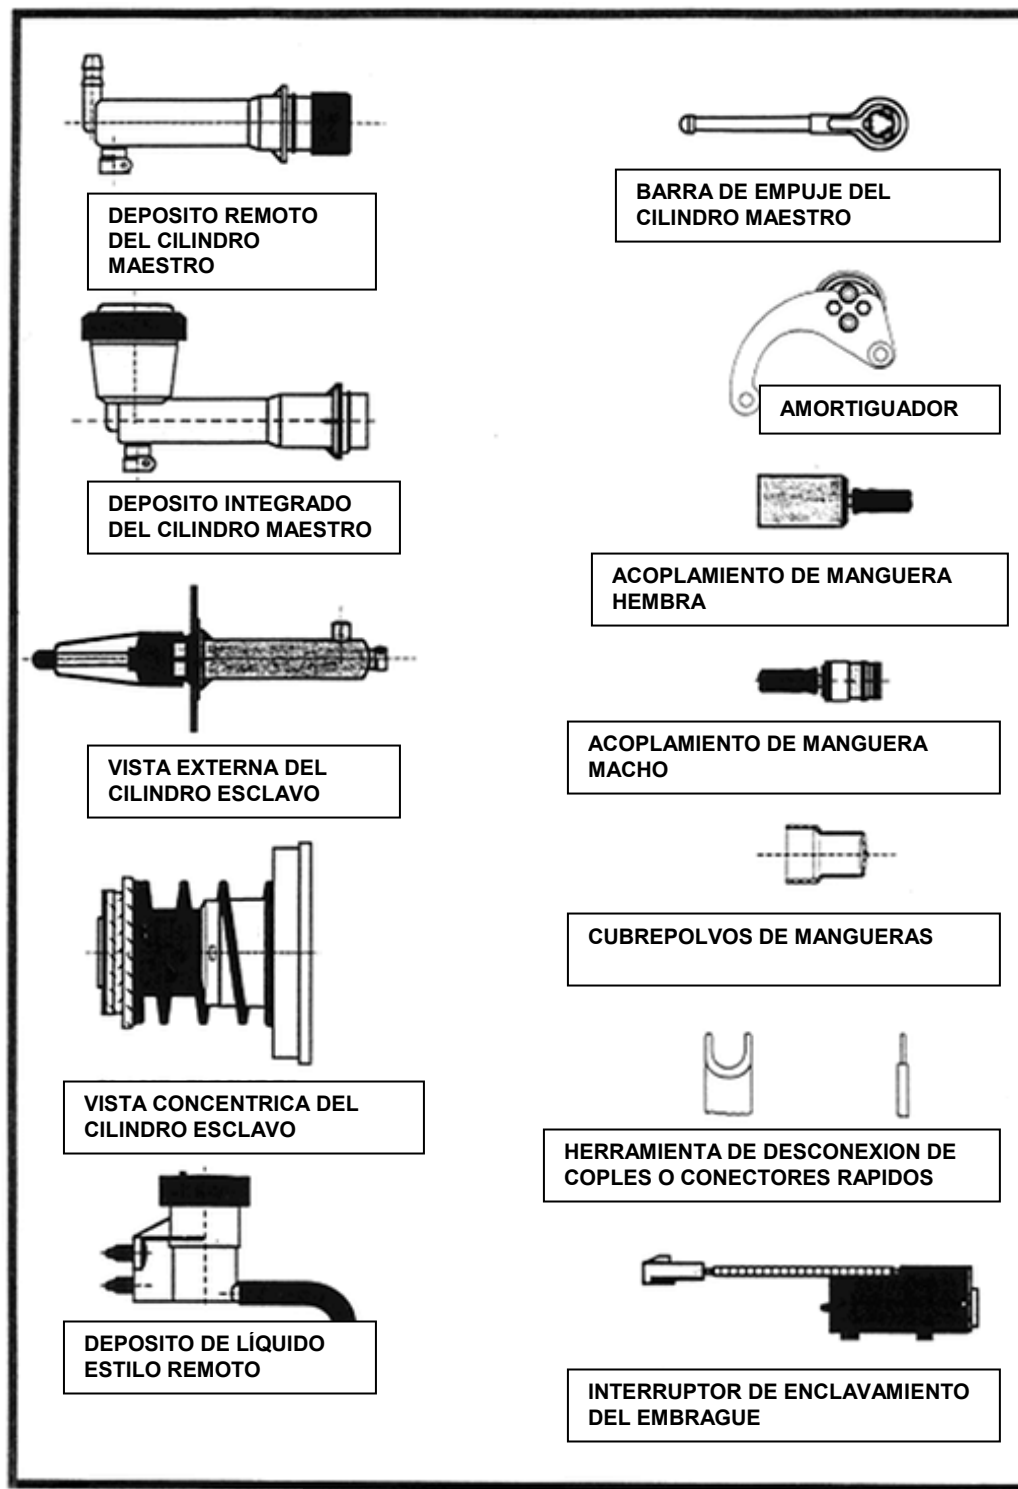 DEPOSITO REMOTO
DEL CILINDRO
MAESTRO
DEPOSITO INTEGRADO
DEL CILINDRO MAESTRO
VISTA EXTERNA DEL
CILINDRO ESCLAVO
VISTA CONCENTRICA DEL
CILINDRO ESCLAVO
DEPOSITO DE LÍQUIDO
ESTILO REMOTO
BARRA DE EMPUJE DEL
CILINDRO MAESTRO
AMORTIGUADOR
ACOPLAMIENTO DE MANGUERA
HEMBRA
ACOPLAMIENTO DE MANGUERA
MACHO
CUBREPOLVOS DE MANGUERAS
HERRAMIENTA DE DESCONEXION DE
COPLES O CONECTORES RAPIDOS
INTERRUPTOR DE ENCLAVAMIENTO
DEL EMBRAGUE